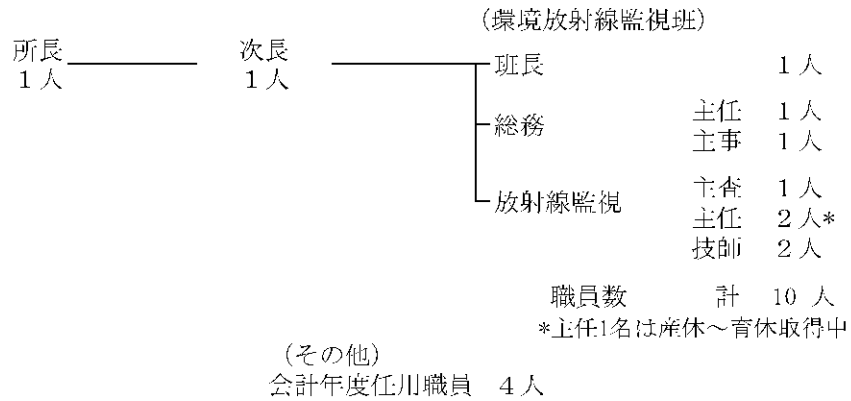 （環境放射線監視班）
所長 次長 班長 1人
1人 1人
総務 主任 1人
主事 1人
放射線監視 主査 1人
主任 2人*
技師 2人
職員数 計 10 人
*主任1名は産休～育休取得中
（その他）
会計年度任用職員 4人